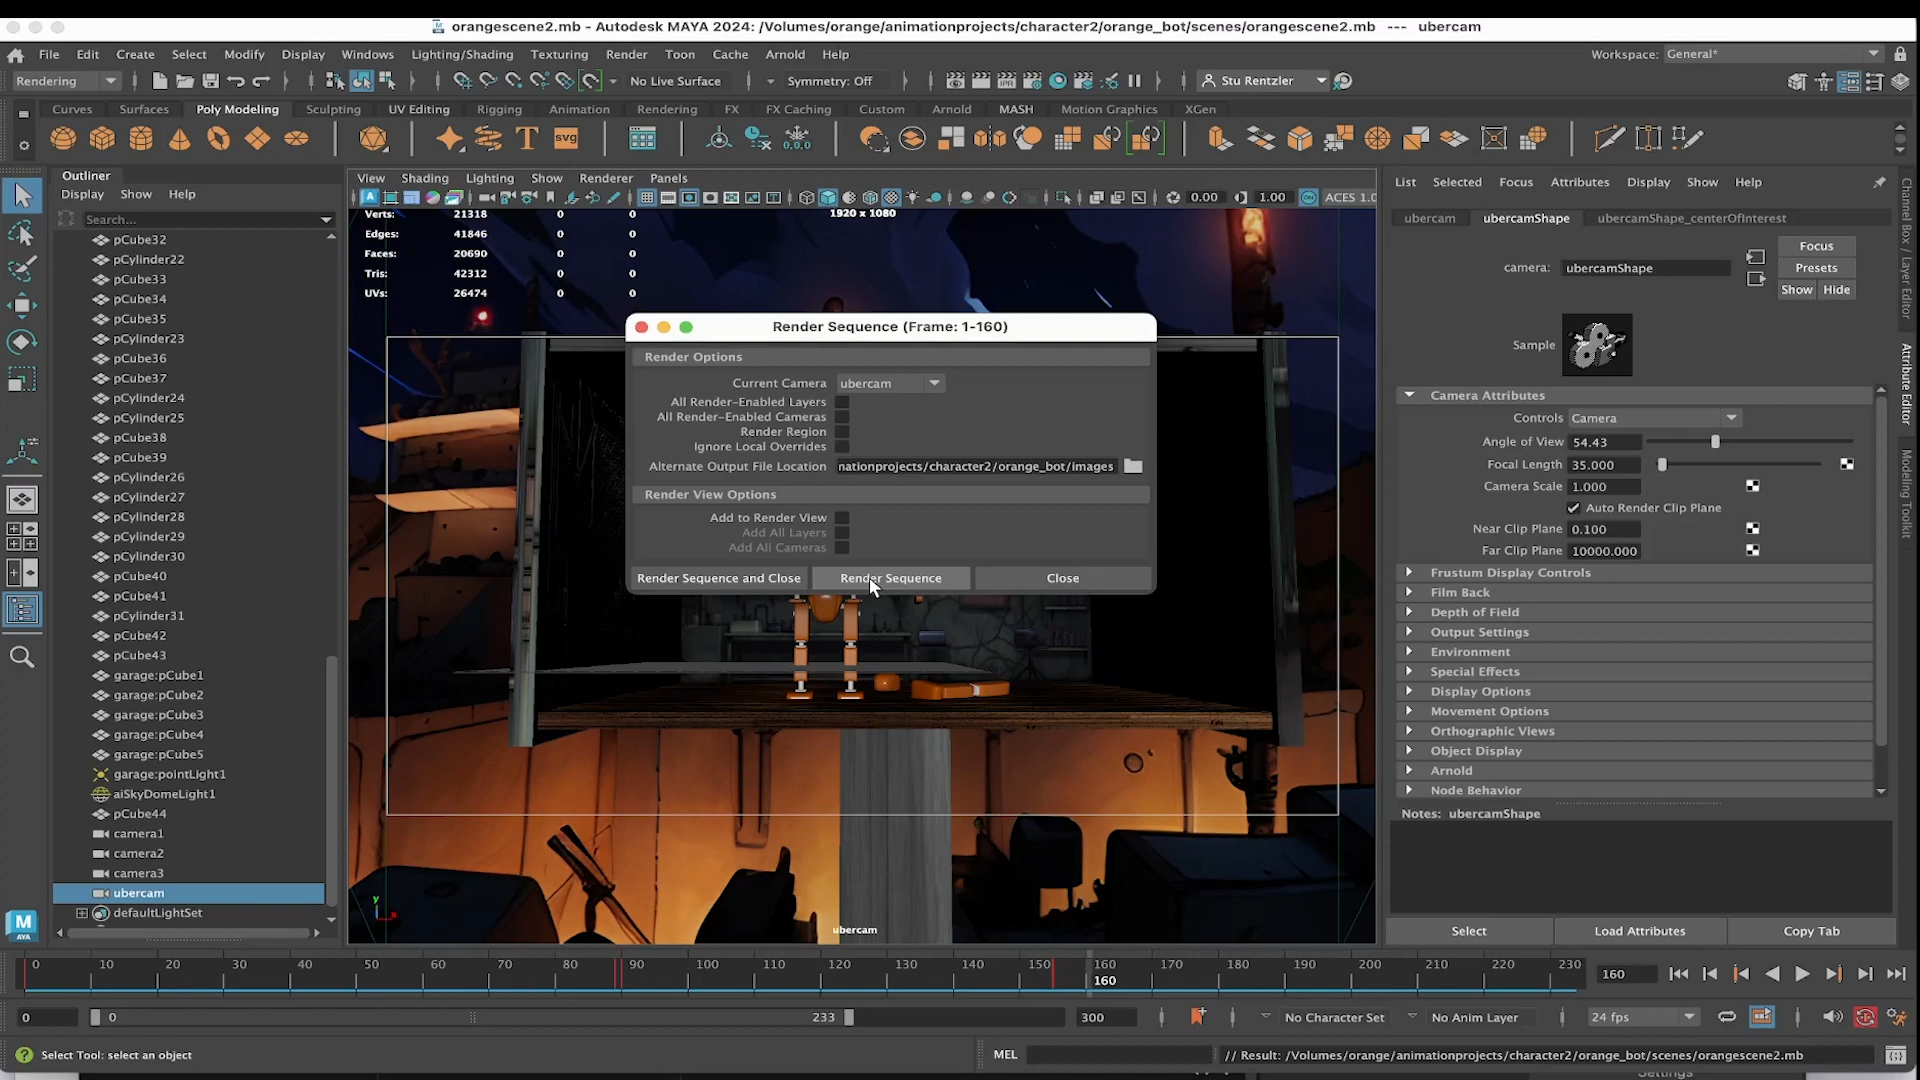 orangescene2.mb - Autodesk MAYA 2024: /Volumes/orange/animationprojects/character2/orange_bot/scenes/orangescene2.mb --- ubercam
File Edit Create Select Modify Display Windows Lighting/Shading Texturing Render Toon Cache Arnold Help
Workspace: General*
Rendering
No Live Surface
Symmetry: Off
Stu Rentzler
Curves Surfaces Poly Modeling Sculpting UV Editing Rigging Animation Rendering FX FX Caching Custom Arnold MASH Motion Graphics XGen
T
svg
0,0,0
Outliner
Display Show Help
Search...
pCube32
pCylinder22
pCube33
pCube34
pCube35
pCylinder23
pCube36
pCube37
pCylinder24
pCylinder25
pCube38
pCube39
pCylinder26
pCylinder27
pCylinder28
pCylinder29
pCylinder30
pCube40
pCube41
pCylinder31
pCube42
pCube43
garage:pCube1
garage:pCube2
garage:pCube3
garage:pCube4
garage:pCube5
garage:pointLight1
aiSkyDomeLight1
pCube44
camera1
camera2
camera3
ubercam
defaultLightSet
M
AYA
View Shading Lighting Show Renderer Panels
0.00
1.00
ACES 1.0
Verts: 21318 0 0
Edges: 41846 0 0
Faces: 20690 0 0
Tris: 42312 0 0
UVs: 26474 0 0
1920 x 1080
Render Sequence (Frame: 1-160)
Render Options
Current Camera ubercam
All Render-Enabled Layers
All Render-Enabled Cameras
Render Region
Ignore Local Overrides
Alternate Output File Location nationprojects/character2/orange_bot/images
Render View Options
Add to Render View
Add All Layers
Add All Cameras
Render Sequence and Close
Render Sequence
Close
y
x
ubercam
List Selected Focus Attributes Display Show Help
ubercam ubercamShape ubercamShape_centerOfInterest
camera: ubercamShape
Focus
Presets
Show Hide
Sample
Camera Attributes
Controls Camera
Angle of View 54.43
Focal Length 35.000
Camera Scale 1.000
Auto Render Clip Plane
Near Clip Plane 0.100
Far Clip Plane 10000.000
Frustum Display Controls
Film Back
Depth of Field
Output Settings
Environment
Special Effects
Display Options
Movement Options
Orthographic Views
Object Display
Arnold
Node Behavior
Notes: ubercamShape
Select
Load Attributes
Copy Tab
Channel Box / Layer Editor
Attribute Editor
Modeling Toolkit
0 10 20 30 40 50 60 70 80 90 100 110 120 130 140 150 160 170 180 190 200 210 220 230
160
160
0
0
233
300
No Character Set
No Anim Layer
24 fps
Select Tool: select an object
MEL
// Result: /Volumes/orange/animationprojects/character2/orange_bot/scenes/orangescene2.mb